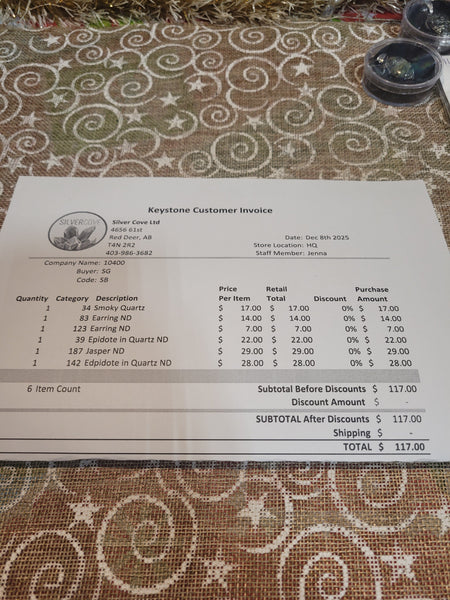 Keystone Customer Invoice
SILVERCOVE
Silver Cove Ltd
4656 61st
Red Deer, AB
T4N 2R2
403-986-3682
Date: Dec 8th 2025
Store Location: HQ
Staff Member: Jenna
Company Name: 10400
Buyer: SG
Code: SB
Price Retail Purchase
Quantity Category Description Per Item Total Discount Amount
1 34 Smoky Quartz $ 17.00 $ 17.00 0% $ 17.00
1 83 Earring ND $ 14.00 $ 14.00 0% $ 14.00
1 123 Earring ND $ 7.00 $ 7.00 0% $ 7.00
1 39 Epidote in Quartz ND $ 22.00 $ 22.00 0% $ 22.00
1 187 Jasper ND $ 29.00 $ 29.00 0% $ 29.00
1 142 Edpidote in Quartz ND $ 28.00 $ 28.00 0% $ 28.00
6 Item Count Subtotal Before Discounts $ 117.00
Discount Amount $ -
SUBTOTAL After Discounts $ 117.00
Shipping $ -
TOTAL $ 117.00